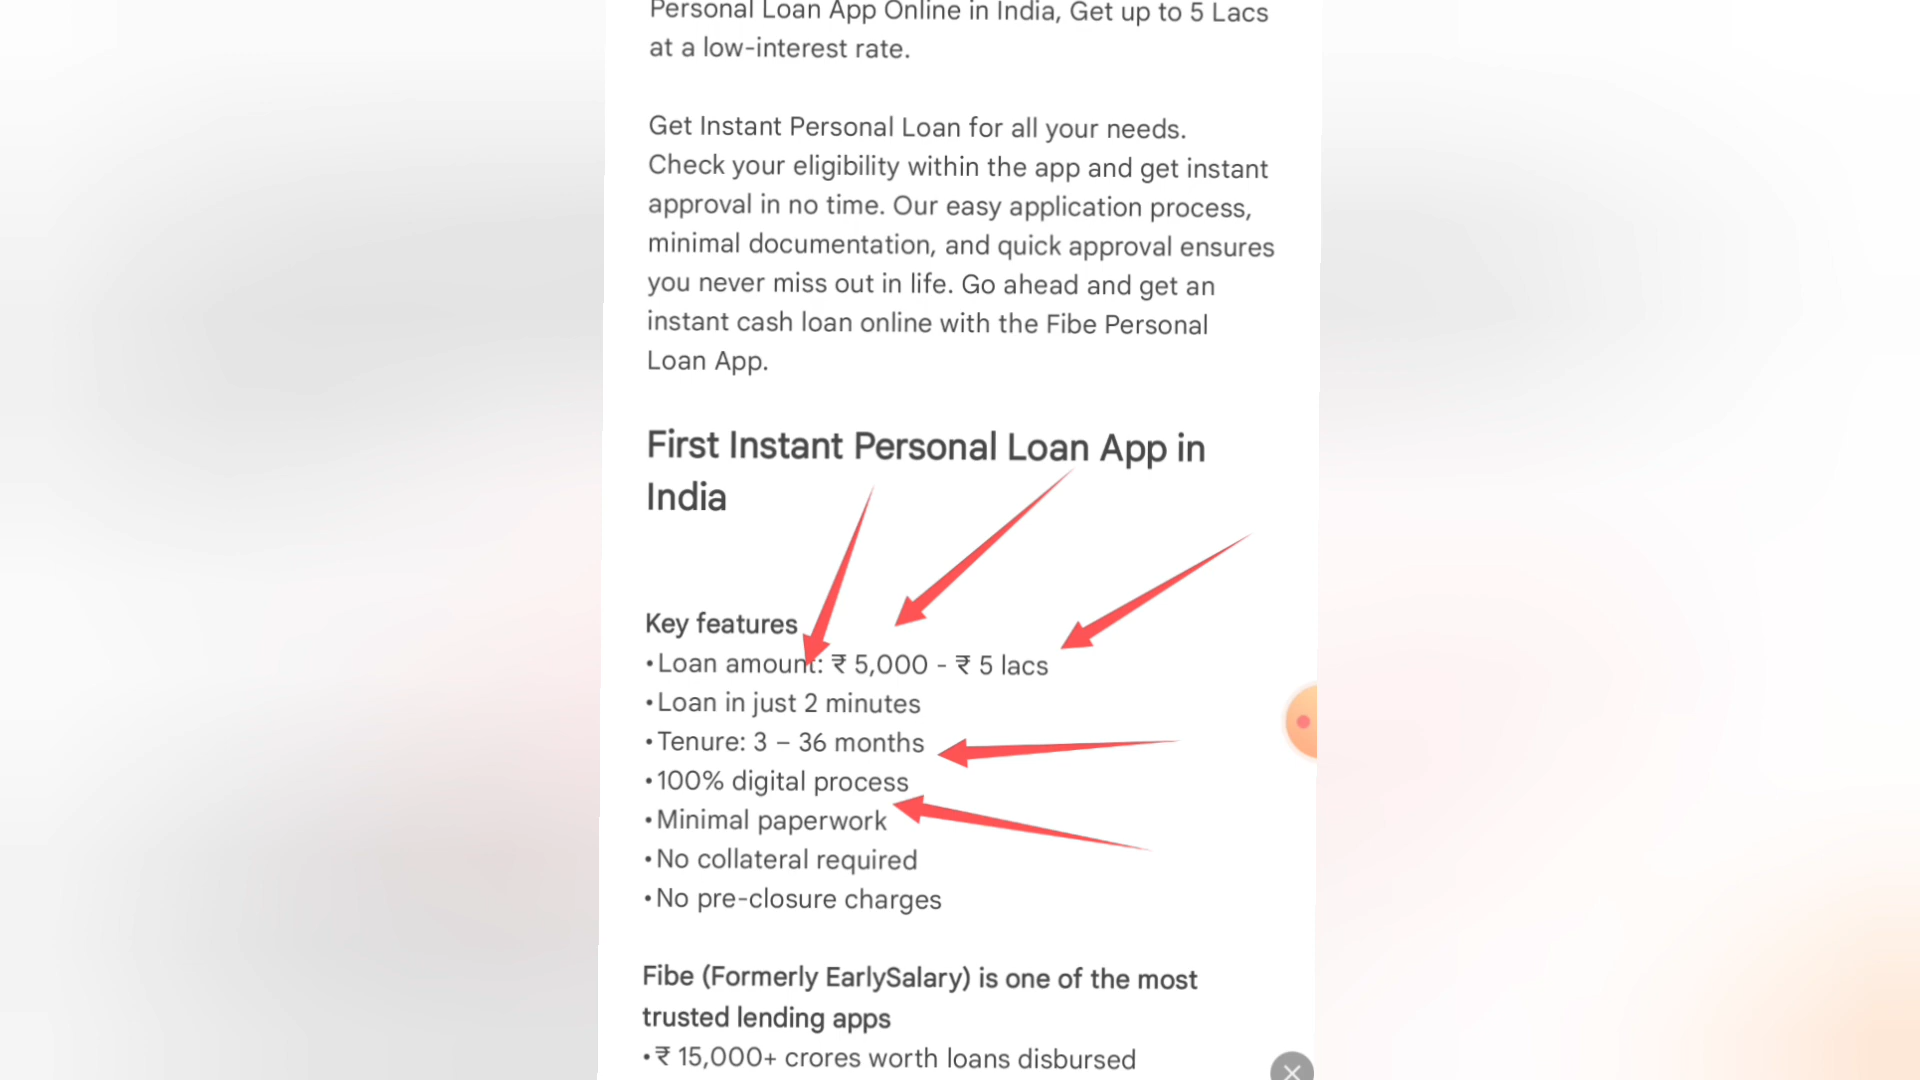 Personal Loan App Online in India, Get up to 5 Lacs
at a low-interest rate.
Get Instant Personal Loan for all your needs.
Check your eligibility within the app and get instant
approval in no time. Our easy application process,
minimal documentation, and quick approval ensures
you never miss out in life. Go ahead and get an
instant cash loan online with the Fibe Personal
Loan App.
First Instant Personal Loan App in
India
Key features
•Loan amount: ₹ 5,000 - ₹ 5 lacs
•Loan in just 2 minutes
•Tenure: 3 – 36 months
•100% digital process
•Minimal paperwork
•No collateral required
•No pre-closure charges
Fibe (Formerly EarlySalary) is one of the most
trusted lending apps
•₹ 15,000+ crores worth loans disbursed